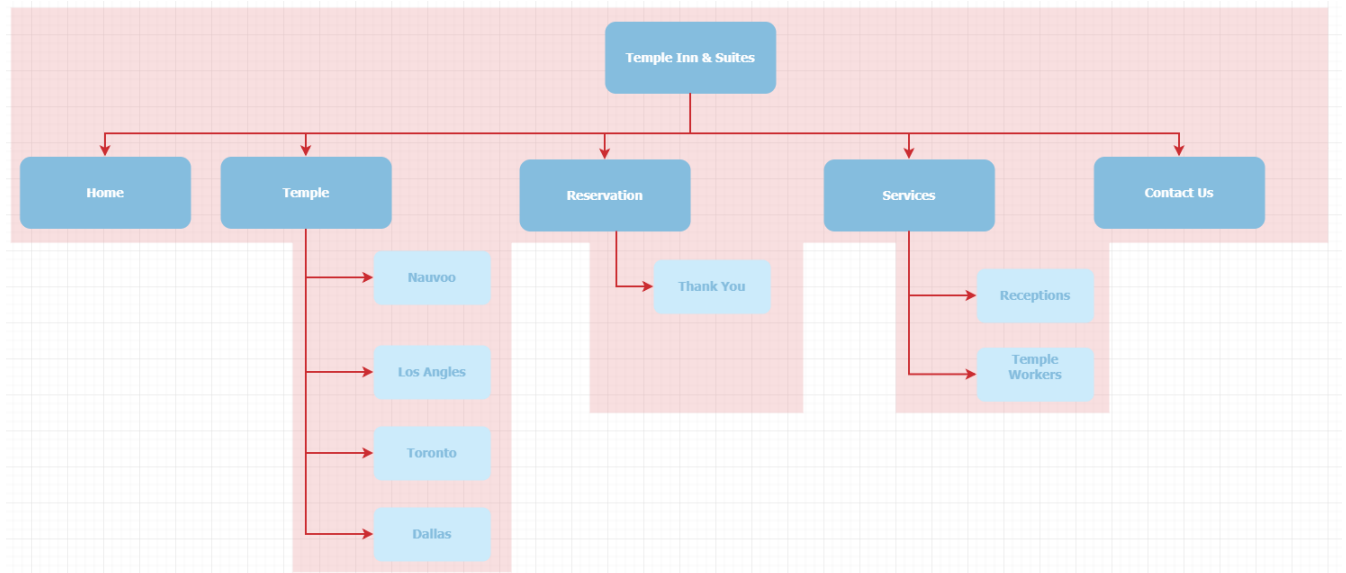 Temple Inn & Suites
Home
Temple
Reservation
Services
Contact Us
Nauvoo
Los Angles
Toronto
Dallas
Thank You
Receptions
Temple
Workers